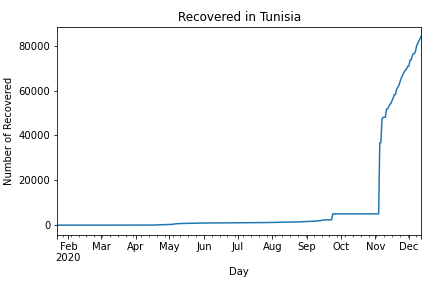 Recovered in Tunisia
Number of Recovered
80000
60000
40000
20000
0
Feb Mar Apr May Jun Jul Aug Sep Oct Nov Dec
2020
Day